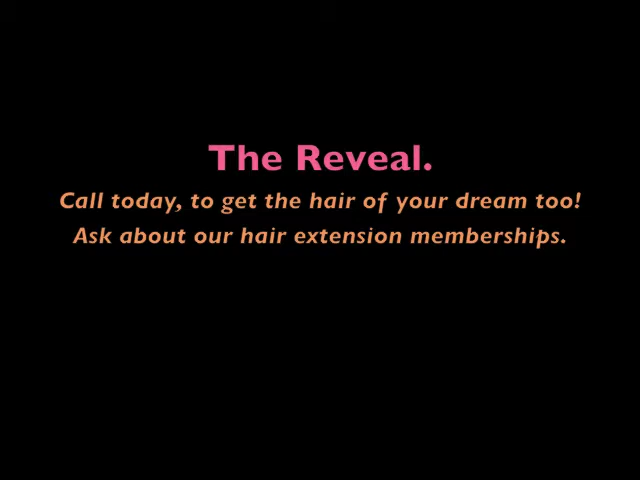 The Reveal.
Call today, to get the hair of your dream too!
Ask about our hair extension memberships.